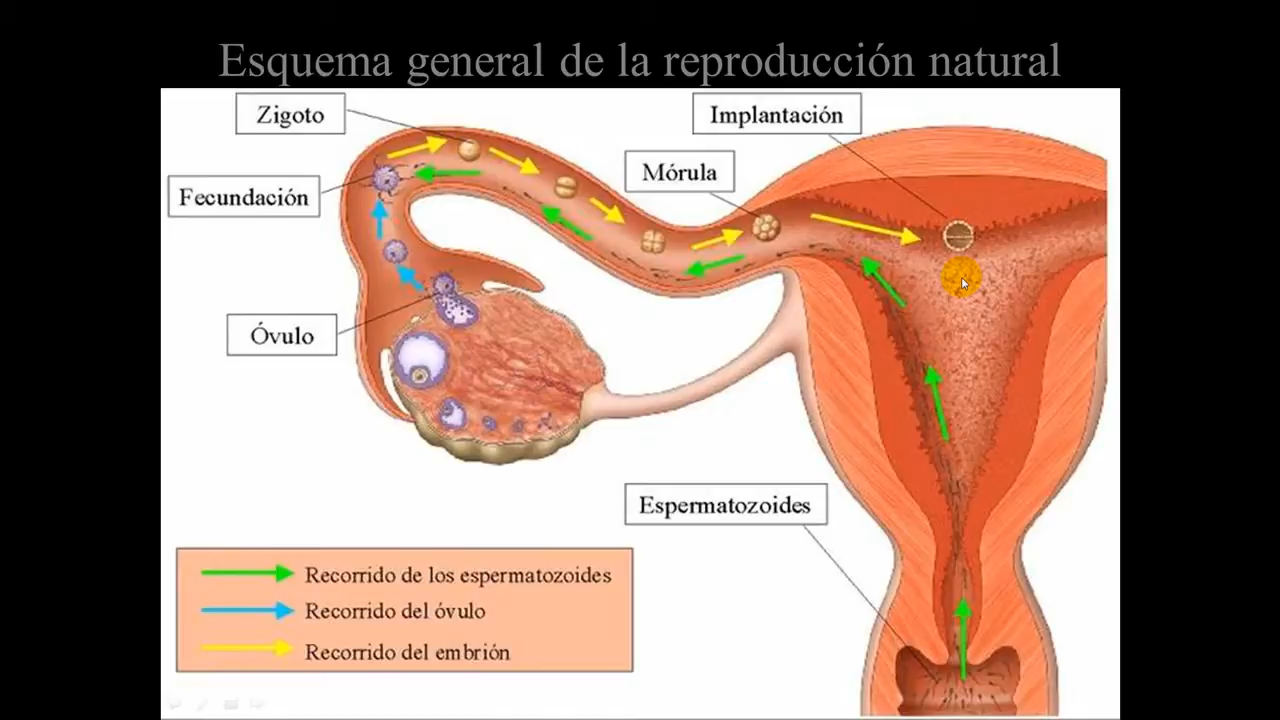 Esquema general de la reproducción natural
Zigoto
Implantación
Mórula
Fecundación
Óvulo
Espermatozoides
Recorrido de los espermatozoides
Recorrido del óvulo
Recorrido del embrión